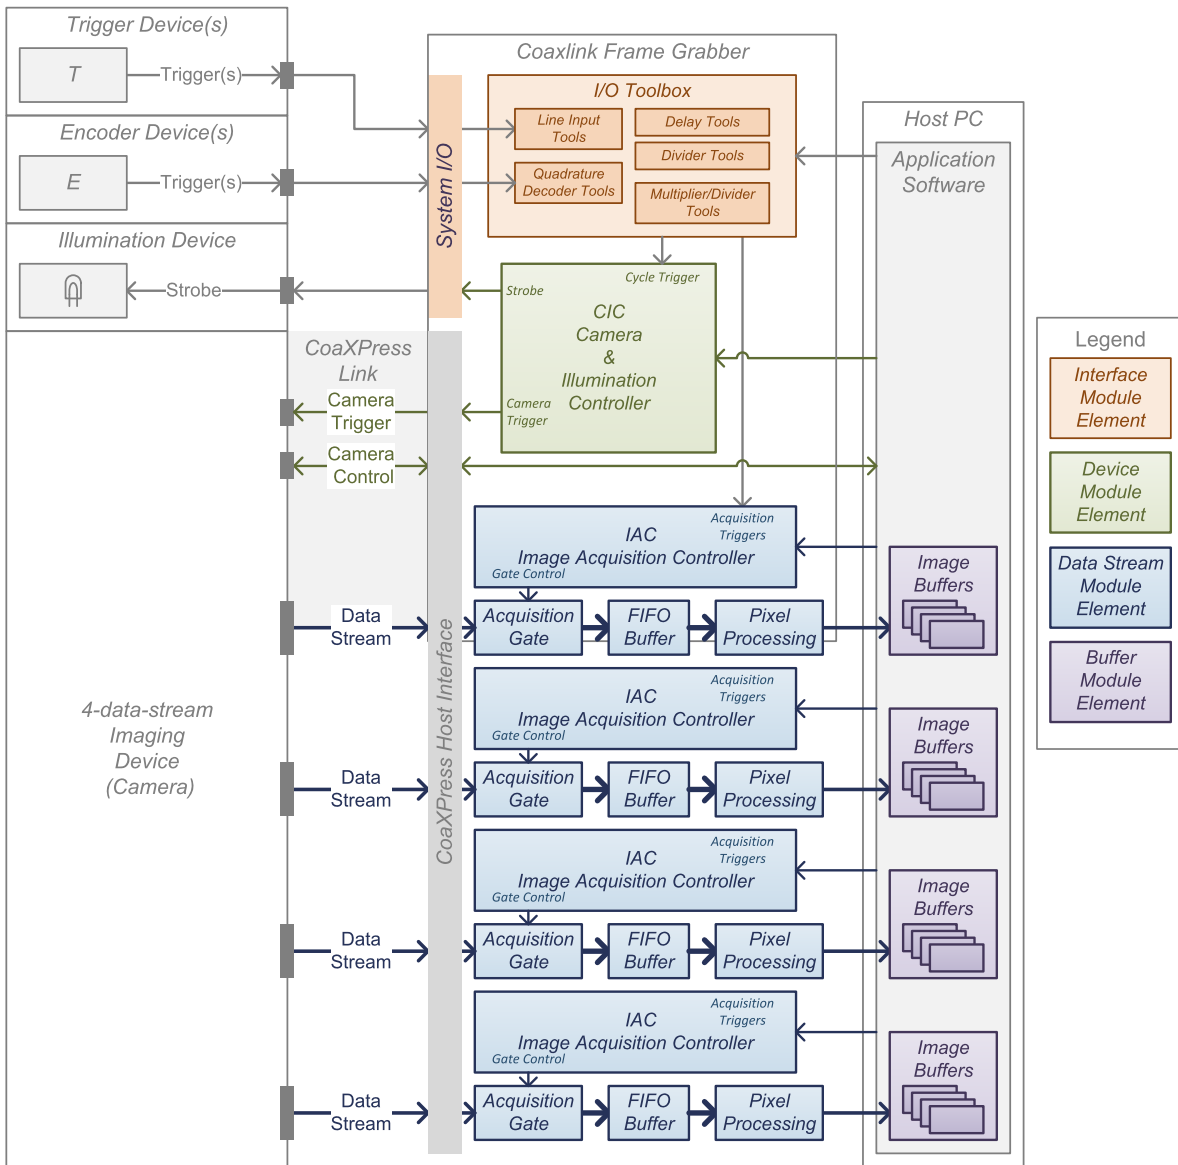 Trigger Device(s)
T
Trigger(s)
Encoder Device(s)
E
Trigger(s)
Illumination Device
Strobe
4-data-stream
Imaging
Device
(Camera)
CoaXPress
Link
Camera
Trigger
Camera
Control
Data
Stream
Data
Stream
Data
Stream
Data
Stream
Coaxlink Frame Grabber
System I/O
CoaXPress Host Interface
I/O Toolbox
Line Input
Tools
Quadrature
Decoder Tools
Delay Tools
Divider Tools
Multiplier/Divider
Tools
Cycle Trigger
Strobe
CIC
Camera
&
Illumination
Controller
Camera
Trigger
Acquisition
Triggers
IAC
Image Acquisition Controller
Gate Control
Acquisition
Gate
FIFO
Buffer
Pixel
Processing
Acquisition
Triggers
IAC
Image Acquisition Controller
Gate Control
Acquisition
Gate
FIFO
Buffer
Pixel
Processing
Acquisition
Triggers
IAC
Image Acquisition Controller
Gate Control
Acquisition
Gate
FIFO
Buffer
Pixel
Processing
Acquisition
Triggers
IAC
Image Acquisition Controller
Gate Control
Acquisition
Gate
FIFO
Buffer
Pixel
Processing
Host PC
Application
Software
Image
Buffers
Image
Buffers
Image
Buffers
Image
Buffers
Legend
Interface
Module
Element
Device
Module
Element
Data Stream
Module
Element
Buffer
Module
Element